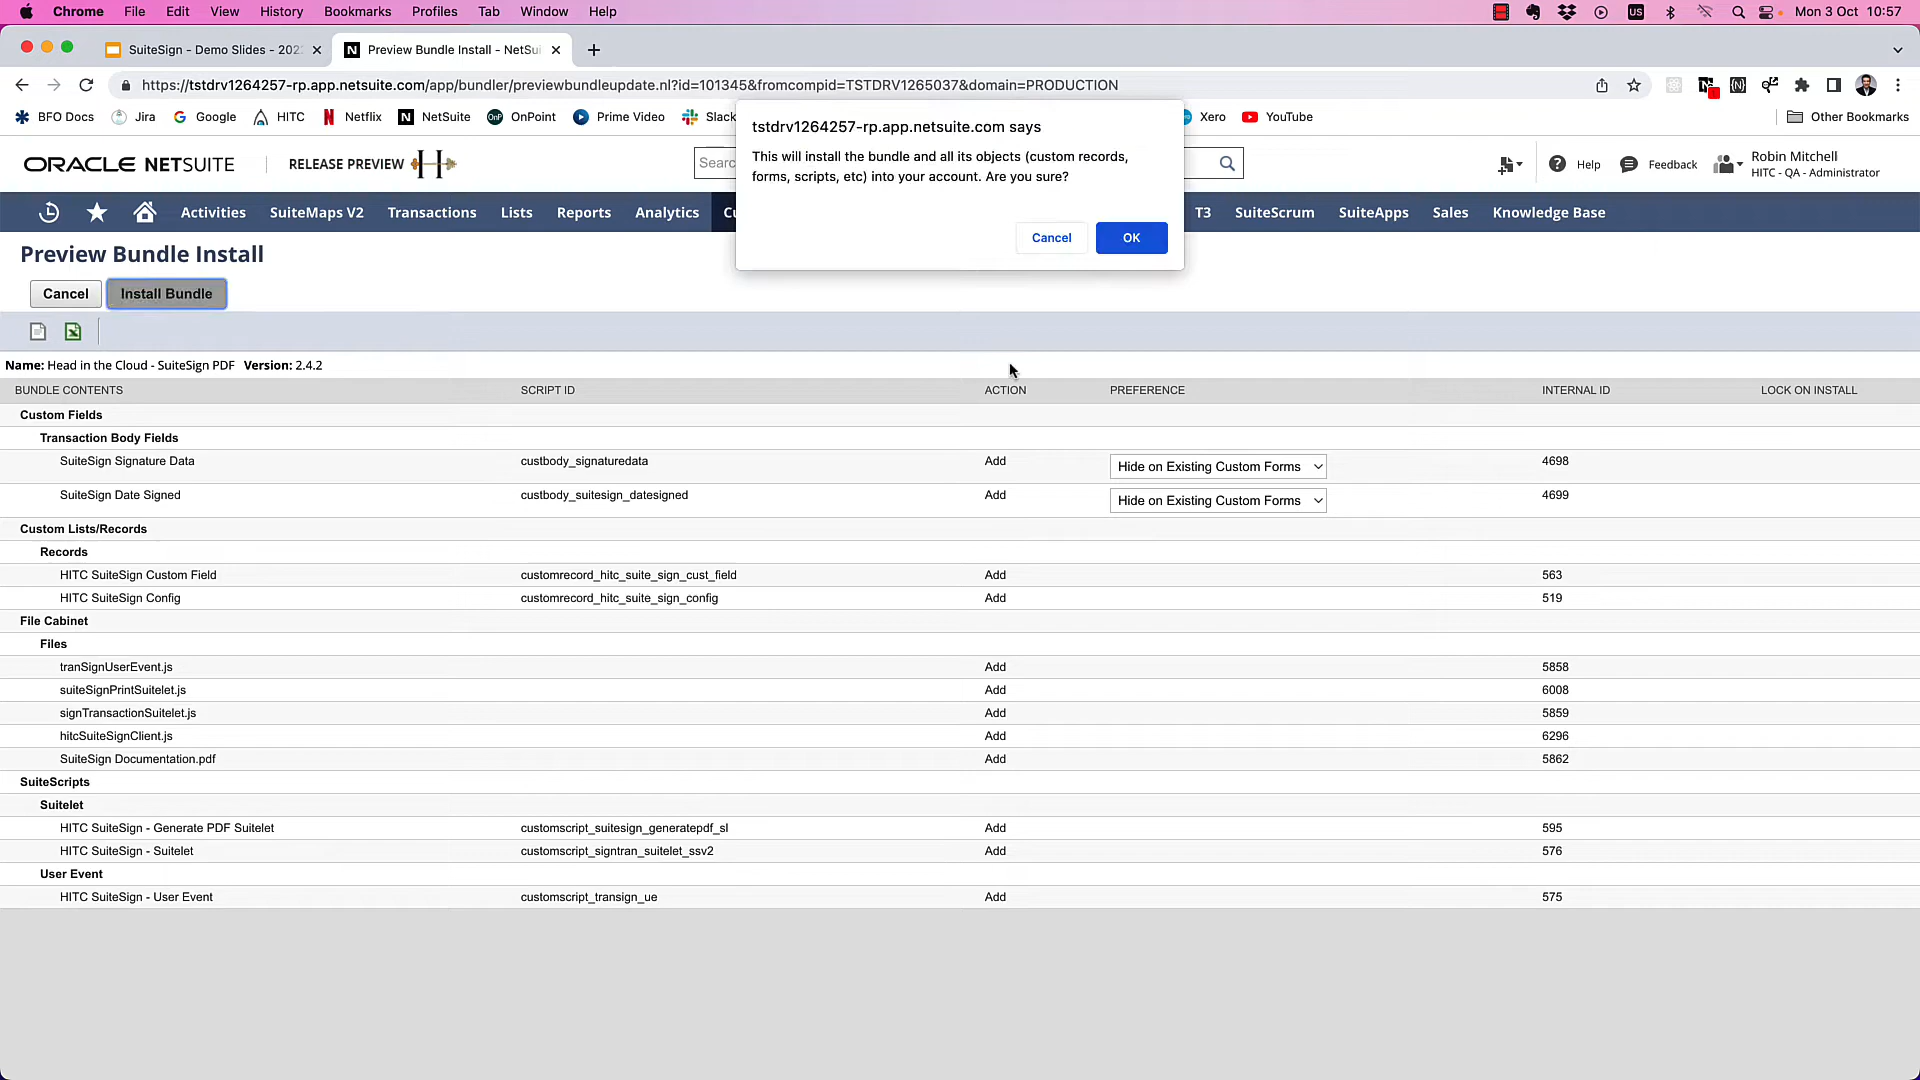 Chrome File Edit View History Bookmarks Profiles Tab Window Help US Mon 3 Oct 10:57
SuiteSign - Demo Slides - 202 Preview Bundle Install - NetSui
https://tstdrv1264257-rp.app.netsuite.com/app/bundler/previewbundleupdate.nl?id=101345&fromcompid=TSTDRV1265037&domain=PRODUCTION
BFO Docs Jira Google HITC Netflix NetSuite OnPoint Prime Video Slack Xero YouTube Other Bookmarks
tstdrv1264257-rp.app.netsuite.com says
This will install the bundle and all its objects (custom records,
forms, scripts, etc) into your account. Are you sure?
Cancel OK
ORACLE NETSUITE RELEASE PREVIEW H Sear Help Feedback Robin Mitchell
HITC - QA - Administrator
Activities SuiteMaps V2 Transactions Lists Reports Analytics Cu T3 SuiteScrum SuiteApps Sales Knowledge Base
Preview Bundle Install
Cancel Install Bundle
Name: Head in the Cloud - SuiteSign PDF Version: 2.4.2
BUNDLE CONTENTS SCRIPT ID ACTION PREFERENCE INTERNAL ID LOCK ON INSTALL
Custom Fields
Transaction Body Fields
SuiteSign Signature Data custbody_signaturedata Add Hide on Existing Custom Forms 4698
SuiteSign Date Signed custbody_suitesign_datesigned Add Hide on Existing Custom Forms 4699
Custom Lists/Records
Records
HITC SuiteSign Custom Field customrecord_hitc_suite_sign_cust_field Add 563
HITC SuiteSign Config customrecord_hitc_suite_sign_config Add 519
File Cabinet
Files
tranSignUserEvent.js Add 5858
suiteSignPrintSuitelet.js Add 6008
signTransactionSuitelet.js Add 5859
hitcSuiteSignClient.js Add 6296
SuiteSign Documentation.pdf Add 5862
SuiteScripts
Suitelet
HITC SuiteSign - Generate PDF Suitelet customscript_suitesign_generatepdf_sl Add 595
HITC SuiteSign - Suitelet customscript_signtran_suitelet_ssv2 Add 576
User Event
HITC SuiteSign - User Event customscript_transign_ue Add 575